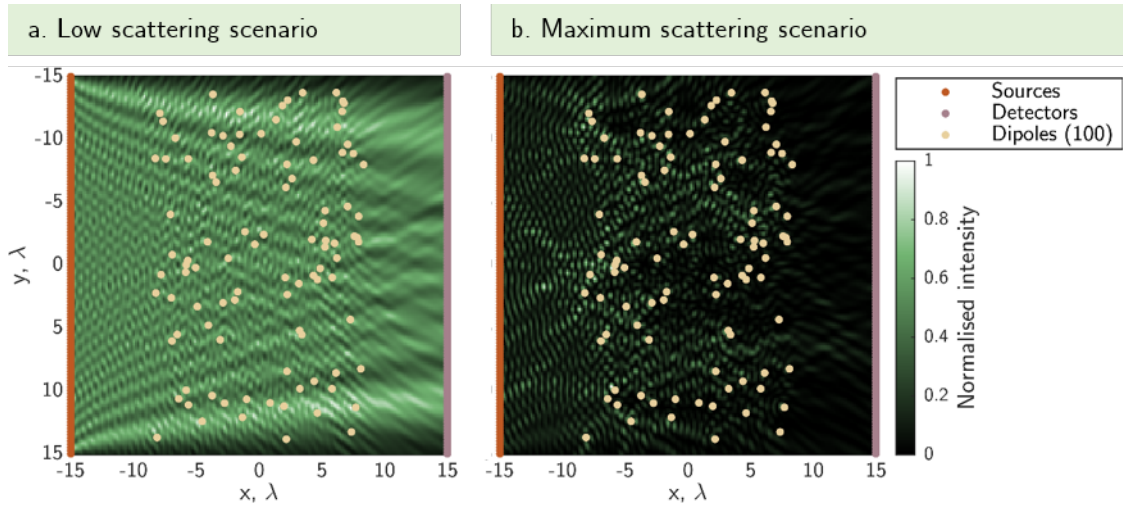 a. Low scattering scenario
b. Maximum scattering scenario
-15
-10
-5
0
5
10
15
y, λ
-15 -10 -5 0 5 10 15
x, λ
-15 -10 -5 0 5 10 15
x, λ
Sources
Detectors
Dipoles (100)
1
0.8
0.6
0.4
0.2
0
Normalised intensity